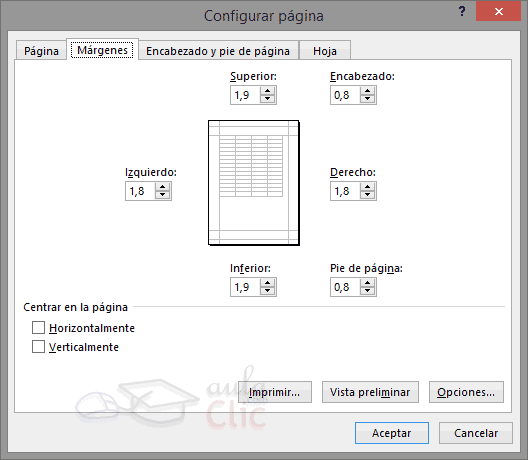 Configurar página
?
Página Márgenes Encabezado y pie de página Hoja
Superior: Encabezado:
1,9 0,8
Izquierdo: Derecho:
1,8 1,8
Inferior: Pie de página:
1,9 0,8
Centrar en la página
Horizontalmente
Verticalmente
aula
Clic
Imprimir... Vista preliminar Opciones...
Aceptar Cancelar